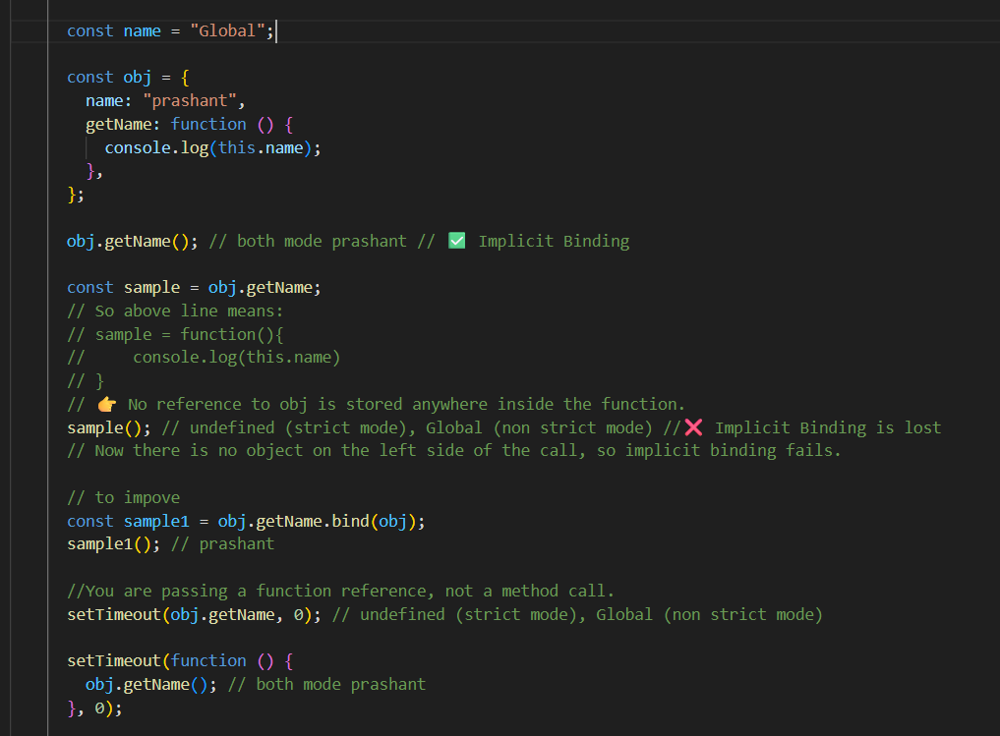 const name = "Global";
const obj = {
name: "prashant",
getName: function () {
console.log(this.name);
},
};
obj.getName(); // both mode prashant // ✅ Implicit Binding
const sample = obj.getName;
// So above line means:
// sample = function(){
//     console.log(this.name)
// }
// 👉 No reference to obj is stored anywhere inside the function.
sample(); // undefined (strict mode), Global (non strict mode) //❌ Implicit Binding is lost
// Now there is no object on the left side of the call, so implicit binding fails.
// to impove
const sample1 = obj.getName.bind(obj);
sample1(); // prashant
//You are passing a function reference, not a method call.
setTimeout(obj.getName, 0); // undefined (strict mode), Global (non strict mode)
setTimeout(function () {
obj.getName(); // both mode prashant
}, 0);